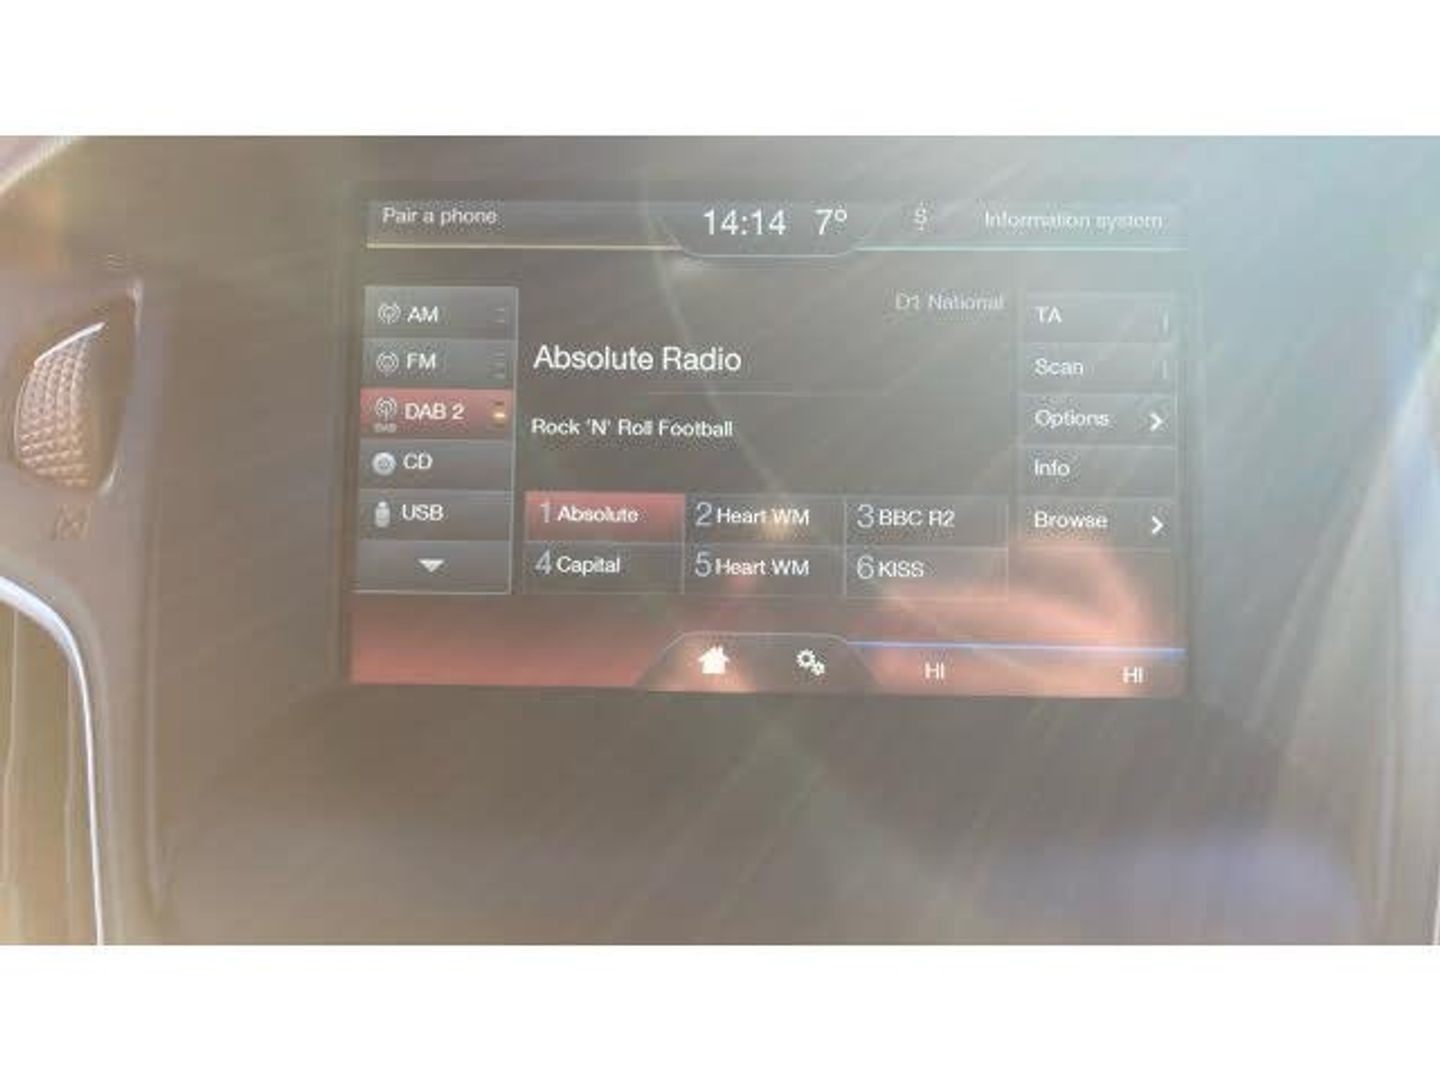 Pair a phone 14:14 7° Information system
D1 National
AM
FM
DAB 2
CD
USB
Absolute Radio
Rock 'N' Roll Football
1 Absolute 2 Heart WM 3 BBC R2
4 Capital 5 Heart WM 6 KISS
TA
Scan
Options
Info
Browse
HI HI